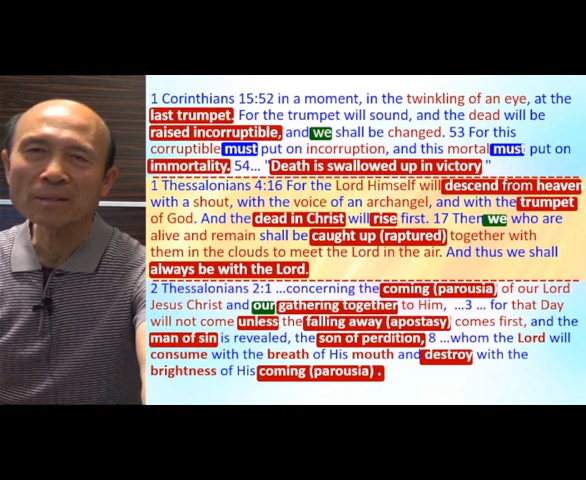 1 Corinthians 15:52 in a moment, in the twinkling of an eye, at the
last trumpet. For the trumpet will sound, and the dead will be
raised incorruptible, and we shall be changed. 53 For this
corruptible must put on incorruption, and this mortal must put on
immortality. 54... "Death is swallowed up in victory "
1 Thessalonians 4:16 For the Lord Himself will descend from heaven
with a shout, with the voice of an archangel, and with the trumpet
of God. And the dead in Christ will rise first. 17 Then we who are
alive and remain shall be caught up (raptured) together with
them in the clouds to meet the Lord in the air. And thus we shall
always be with the Lord.
2 Thessalonians 2:1 ...concerning the coming (parousia) of our Lord
Jesus Christ and our gathering together to Him, ...3 ... for that Day
will not come unless the falling away (apostasy) comes first, and the
man of sin is revealed, the son of perdition, 8 ...whom the Lord will
consume with the breath of His mouth and destroy with the
brightness of His coming (parousia) .